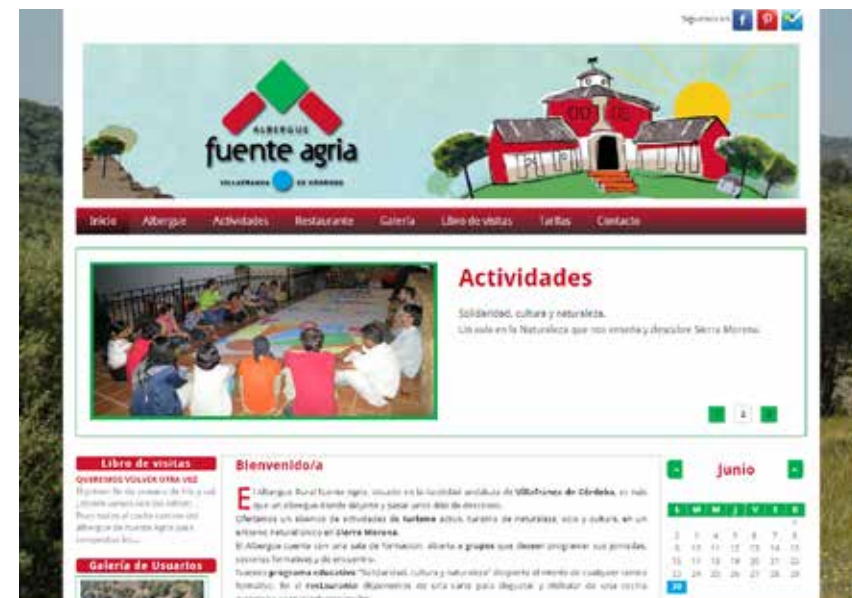 Síguenos en
ALBERGUE
fuente agria
VILLAFRANCA DE CÓRDOBA
Inicio Albergue Actividades Restaurante Galería Libro de visitas Tarifas Contacto
Actividades
Solidaridad, cultura y naturaleza.
Un aula en la Naturaleza que nos enseña y descubre Sierra Morena.
Libro de visitas
QUEREMOS VOLVER OTRA VEZ
albergue de fuente Agria para
Galería de Usuarios
Bienvenido/a
El Albergue Rural fuente agria, situado en la localidad andaluza de Villafranca de Córdoba, es más
que un albergue donde alojarte y pasar unos días de descanso.
Ofertamos un abanico de actividades de turismo activo, turismo de naturaleza, ocio y cultura, en un
entorno natural único en Sierra Morena.
El Albergue cuenta con una sala de formación, abierta a grupos que deseen programar sus jornadas,
sesiones formativas y de encuentro.
Nuestro programa educativo "Solidaridad, cultura y naturaleza" despierta el interés de cualquier centro
formativo. En el restaurante disponemos de una carta para degustar y disfrutar de una cocina
Junio
L M M J V S D
1
2 3 4 5 6 7 8
9 10 11 12 13 14 15
16 17 18 19 20 21 22
23 24 25 26 27 28 29
30